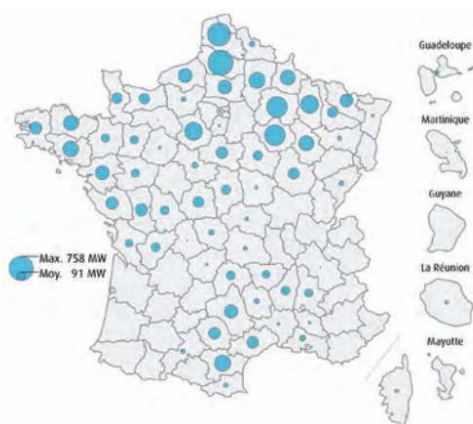 Guadeloupe
Martinique
Guyane
La Réunion
Mayotte
Max. 758 MW
Moy. 91 MW